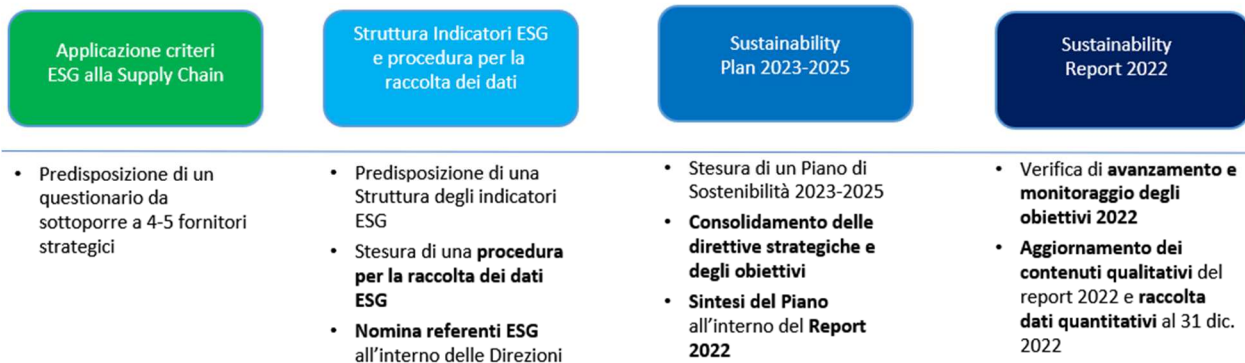 Applicazione criteri
ESG alla Supply Chain
Struttura Indicatori ESG
e procedura per la
raccolta dei dati
Sustainability
Plan 2023-2025
Sustainability
Report 2022
• Predisposizione di un
questionario da
sottoporre a 4-5 fornitori
strategici
• Predisposizione di una
Struttura degli indicatori
ESG
• Stesura di una procedura
per la raccolta dei dati
ESG
• Nomina referenti ESG
all'interno delle Direzioni
• Stesura di un Piano di
Sostenibilità 2023-2025
• Consolidamento delle
direttive strategiche e
degli obiettivi
• Sintesi del Piano
all'interno del Report
2022
• Verifica di avanzamento e
monitoraggio degli
obiettivi 2022
• Aggiornamento dei
contenuti qualitativi del
report 2022 e raccolta
dati quantitativi al 31 dic.
2022